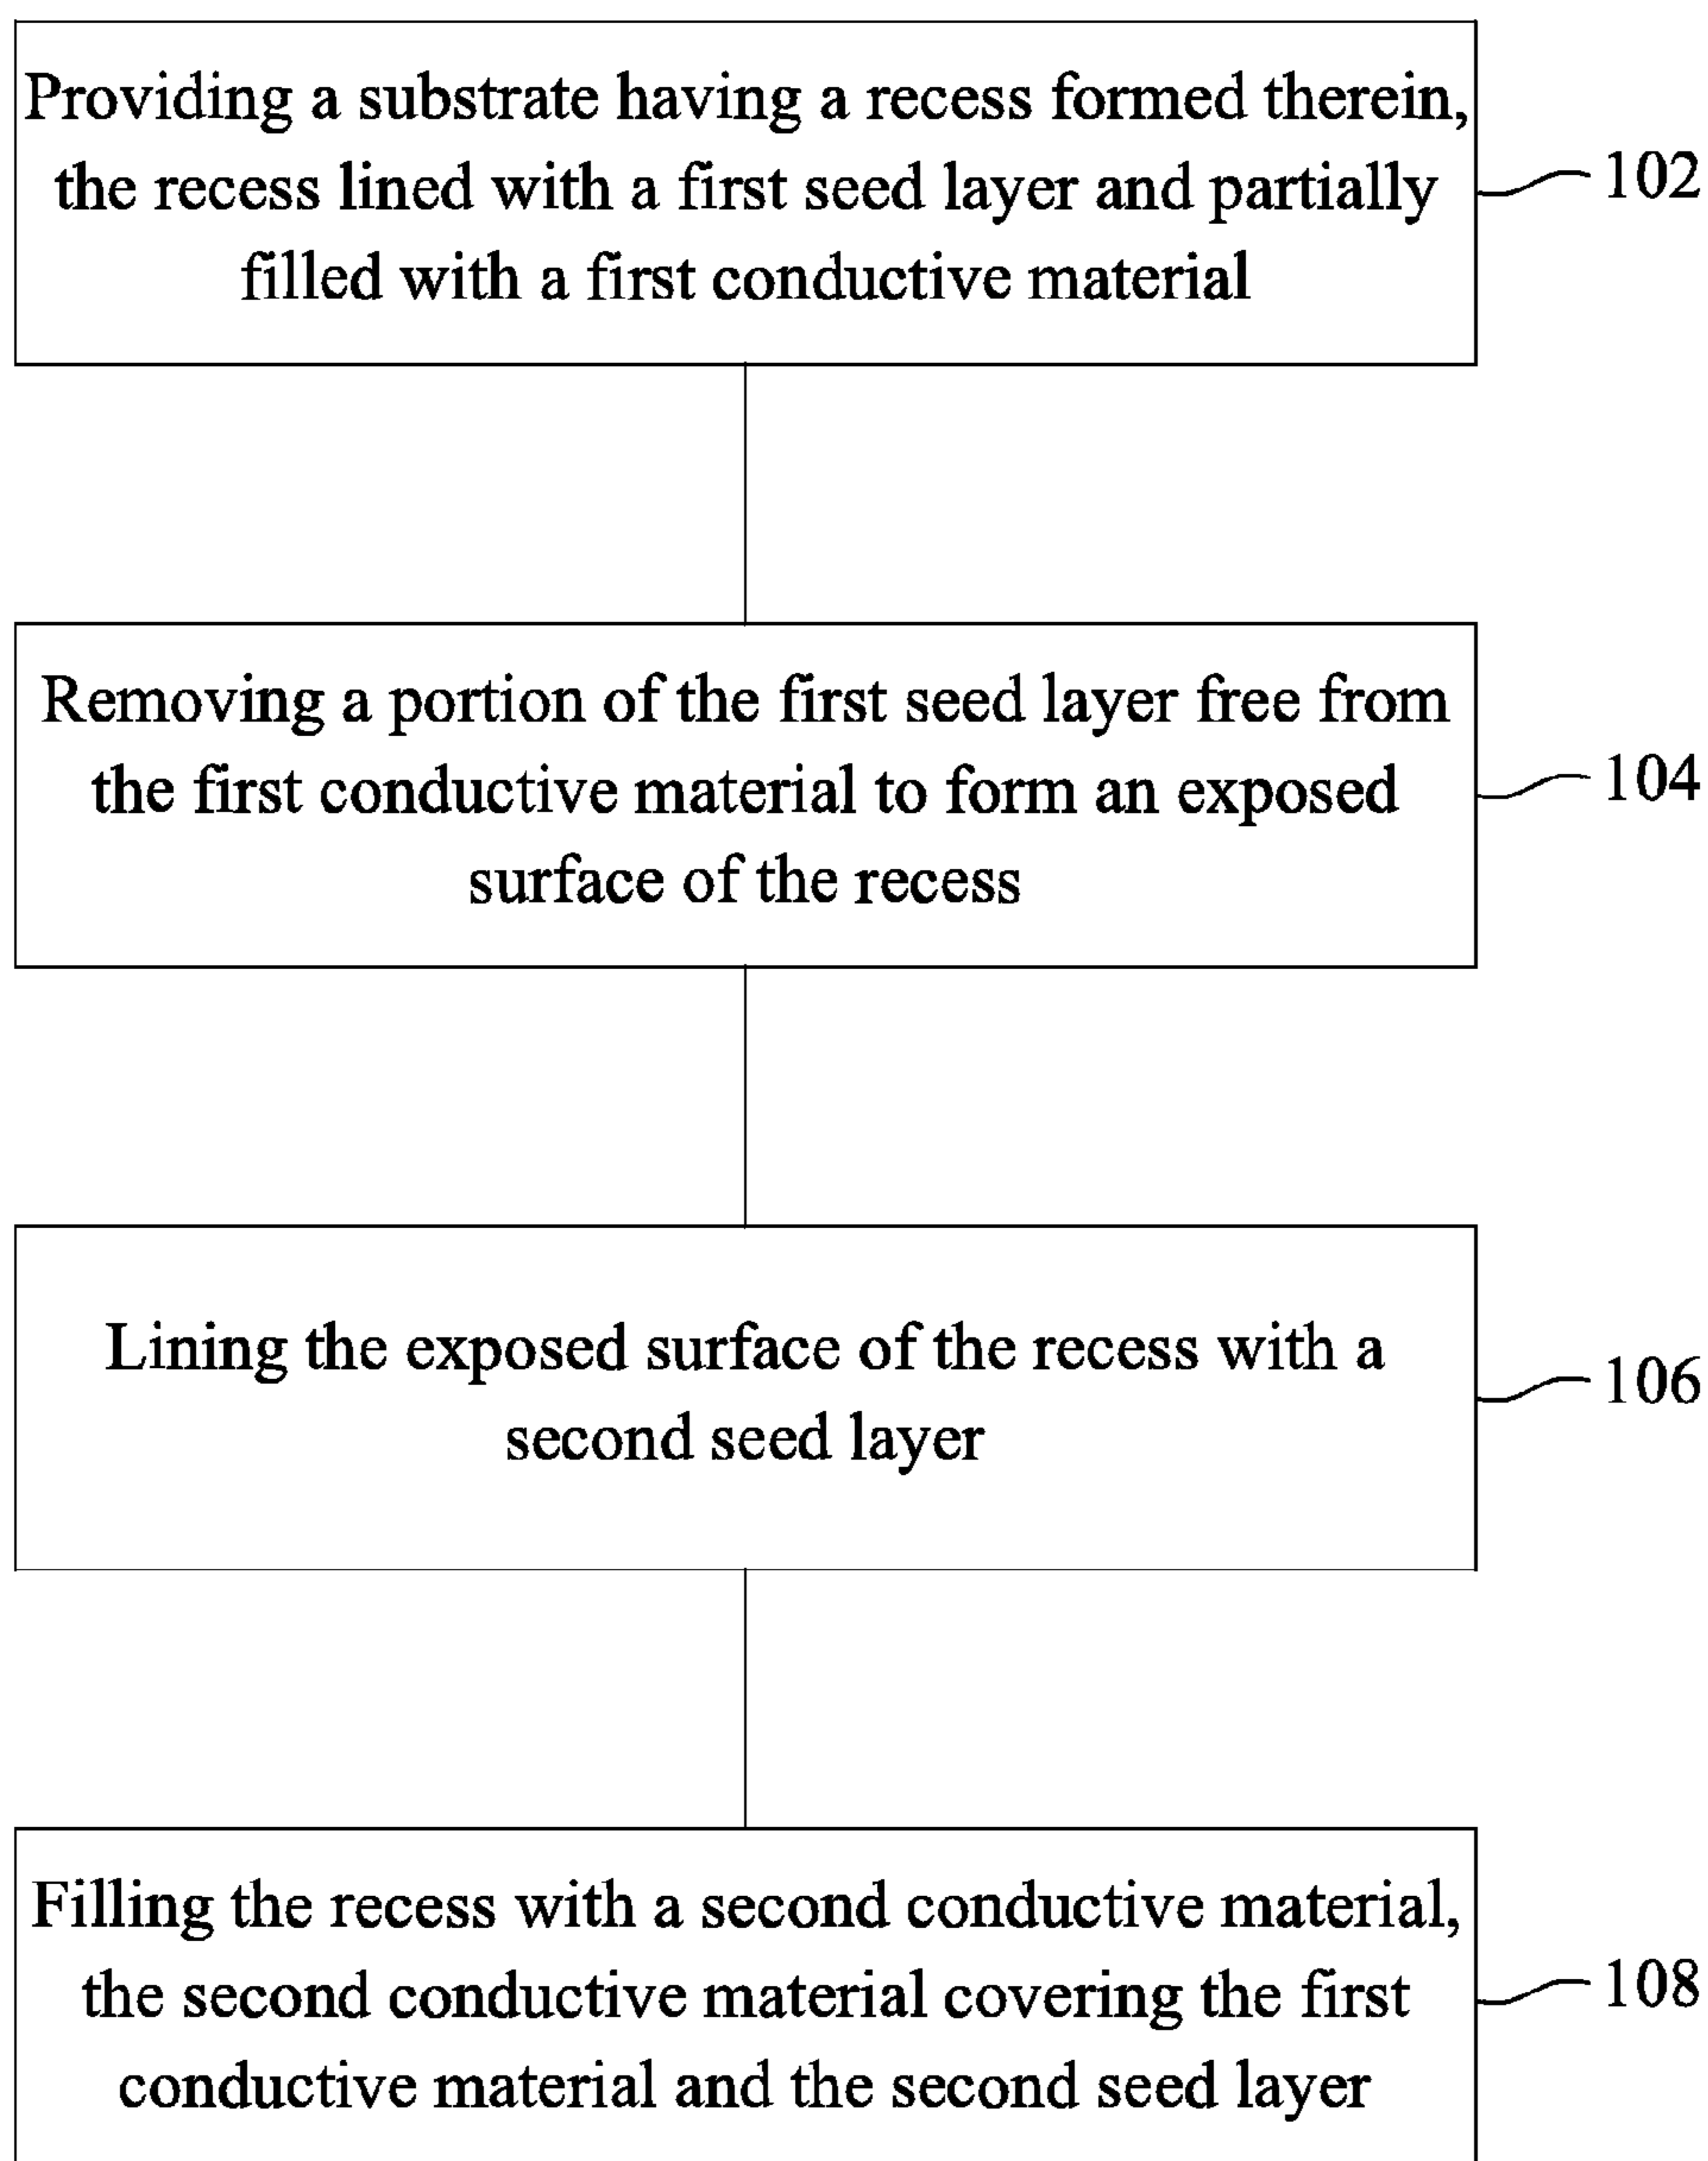 Providing a substrate having a recess formed therein,
the recess lined with a first seed layer and partially
filled with a first conductive material
102
Removing a portion of the first seed layer free from
the first conductive material to form an exposed
surface of the recess
104
Lining the exposed surface of the recess with a
second seed layer
106
Filling the recess with a second conductive material,
the second conductive material covering the first
conductive material and the second seed layer
108